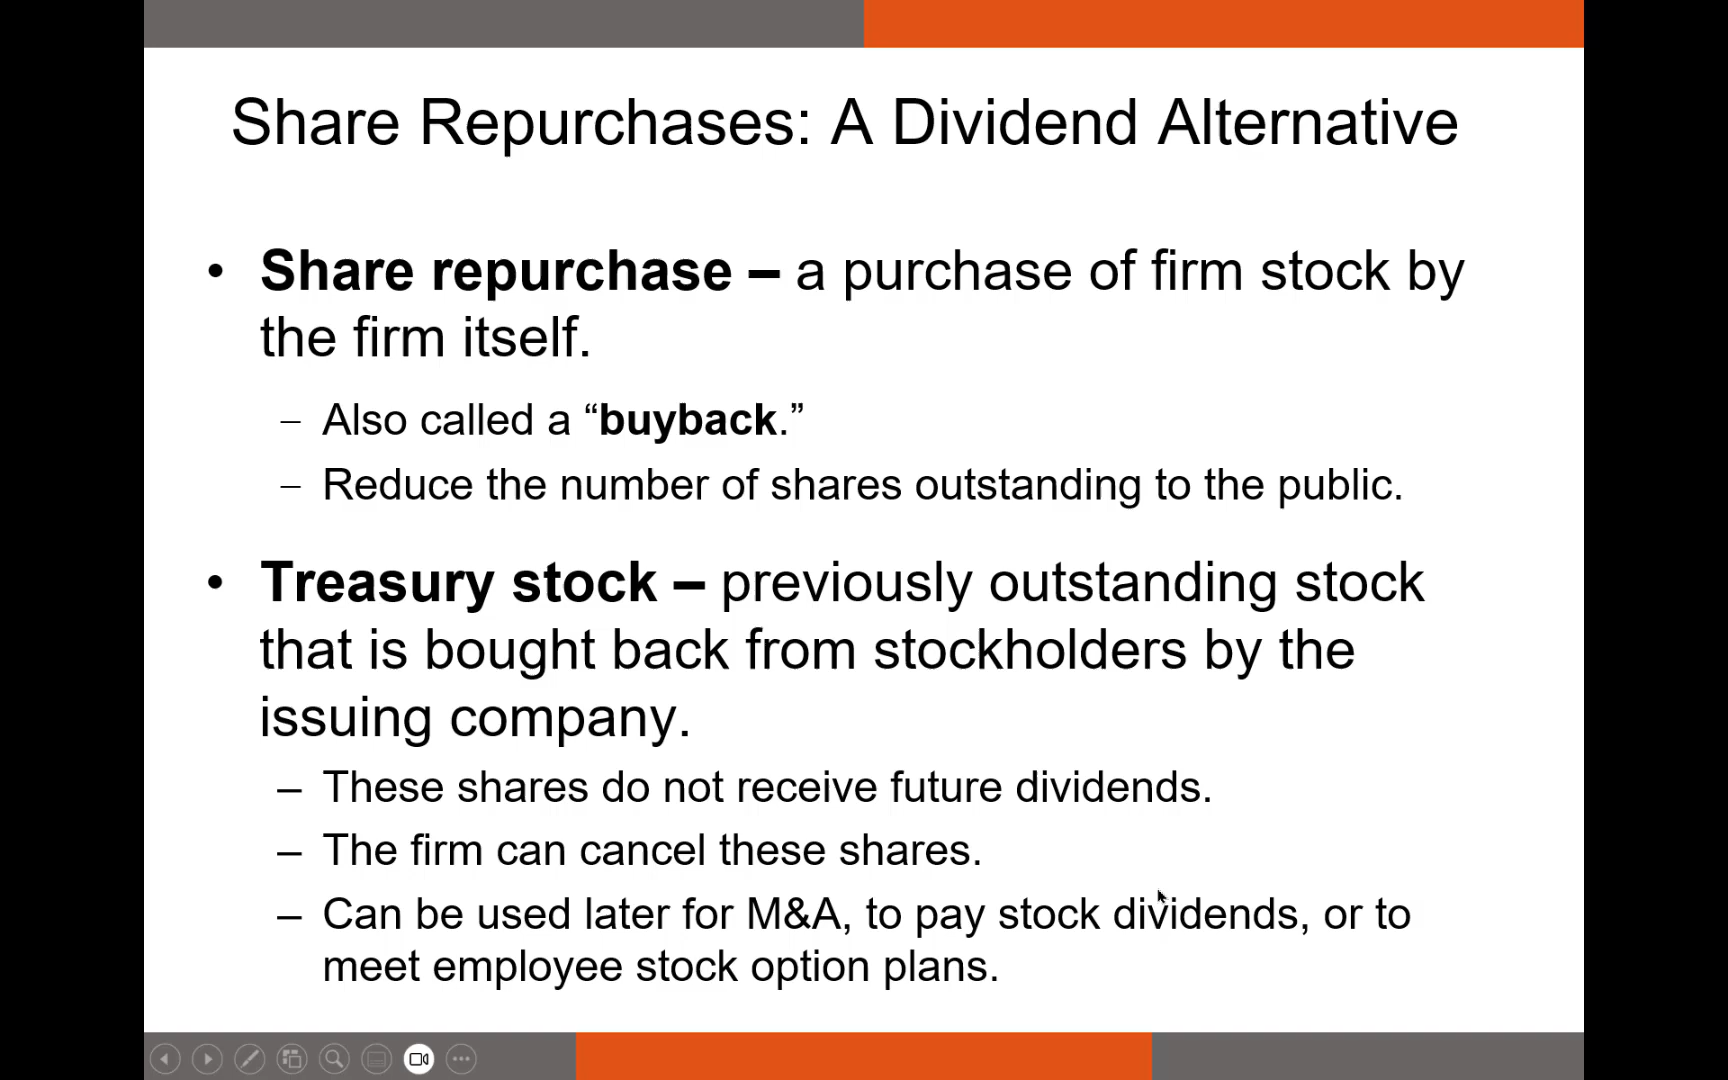 Share Repurchases: A Dividend Alternative
• Share repurchase – a purchase of firm stock by
the firm itself.
– Also called a “buyback.”
– Reduce the number of shares outstanding to the public.
• Treasury stock – previously outstanding stock
that is bought back from stockholders by the
issuing company.
– These shares do not receive future dividends.
– The firm can cancel these shares.
– Can be used later for M&A, to pay stock dividends, or to
meet employee stock option plans.